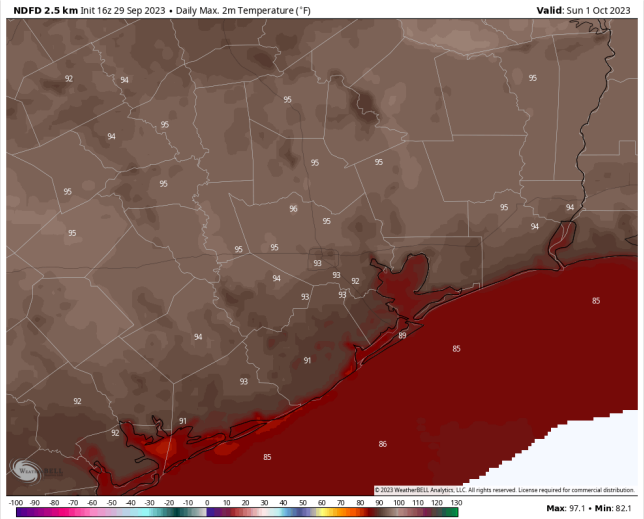 NDFD 2.5 km Init 16z 29 Sep 2023 • Daily Max. 2m Temperature (°F)
Valid: Sun 1 Oct 2023
92 94 95
95
95
94
95 95
95 95
96 95 94
95 94
95
95 95
93
94 93 92
93 93
85
94 89
85
91
93
92
91
92
86
85
WeatherBELL
© 2023 WeatherBELL Analytics, LLC. All rights reserved. License required for commercial distribution.
-100 -90 -80 -70 -60 -50 -40 -30 -20 -10 0 10 20 30 40 50 60 70 80 90 100 110 120 130
Max: 97.1 • Min: 82.1